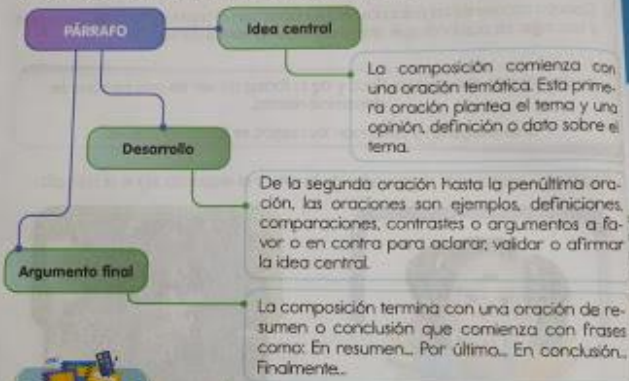 PÁRRAFO
Idea central
La composición comienza con
una oración temática. Esta prime-
ra oración plantea el tema y una
opinión, definición o dato sobre el
tema.
Desarrollo
De la segunda oración hasta la penúltima ora-
ción, las oraciones son ejemplos, definiciones,
comparaciones, contrastes o argumentos a fa-
vor o en contra para aclarar, validar o afirmar
la idea central.
Argumento final
La composición termina con una oración de re-
sumen o conclusión que comienza con frases
como: En resumen... Por último... En conclusión...
Finalmente...